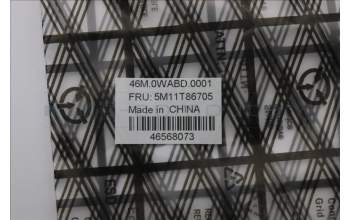 46M.0WABD.0001
FRU: 5M11T86705
Made in CHINA
46568073